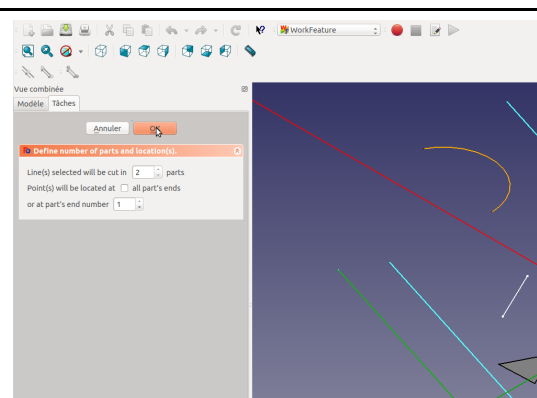 WorkFeature
Vue combinée
Modèle Tâches
Annuler OK
Define number of parts and location(s).
Line(s) selected will be cut in 2 parts
Point(s) will be located at all part's ends
or at part's end number 1